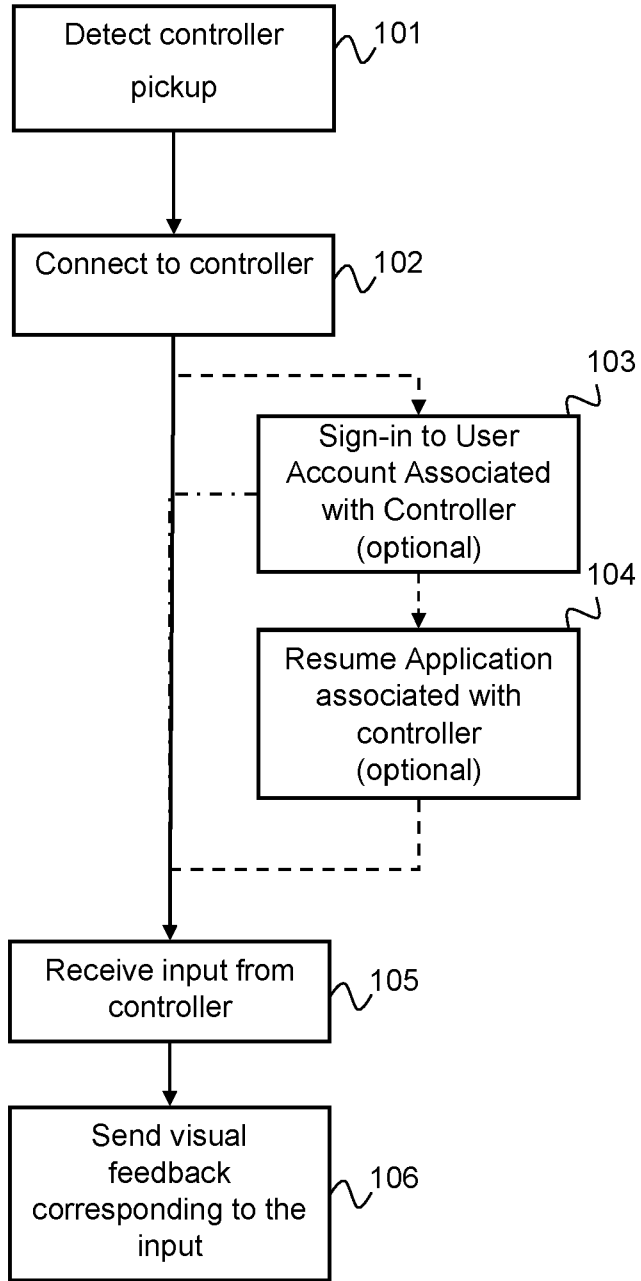 Detect controller
pickup
101
Connect to controller
102
103
Sign-in to User
Account Associated
with Controller
(optional)
104
Resume Application
associated with
controller
(optional)
Receive input from
controller
105
Send visual
feedback
corresponding to the
input
106